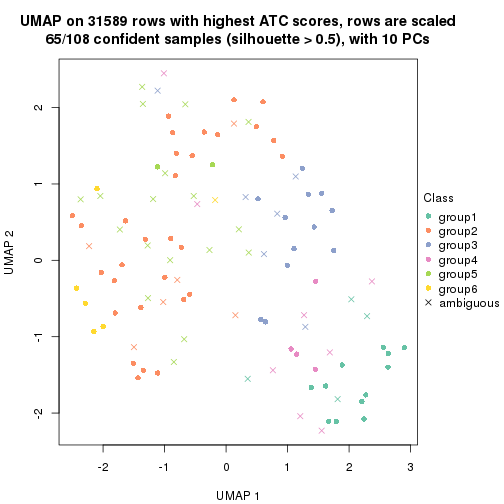 UMAP on 31589 rows with highest ATC scores, rows are scaled
65/108 confident samples (silhouette > 0.5), with 10 PCs
UMAP 2
2
1
0
-1
-2
-2
-1
0
1
2
3
UMAP 1
Class
group1
group2
group3
group4
group5
group6
ambiguous